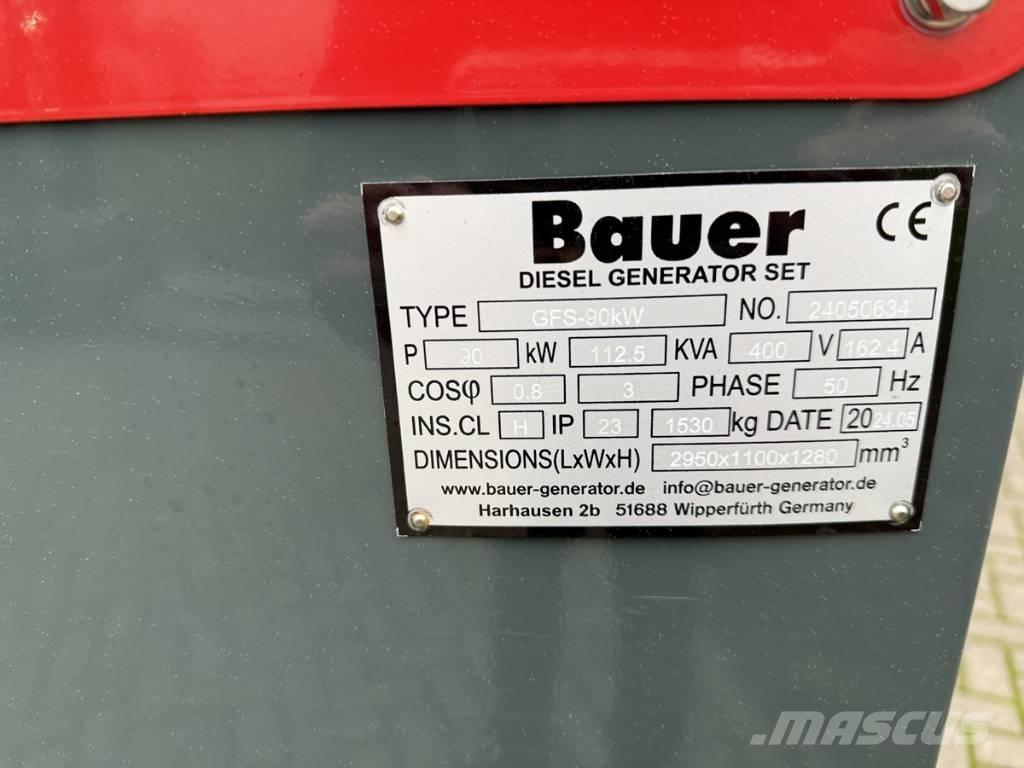 Bauer CE
DIESEL GENERATOR SET
TYPE GFS-90kW NO. 24050634
P 90 kW 112.5 KVA 400 V 162.4 A
COSφ 0.8 3 PHASE 50 Hz
INS.CL H IP 23 1530 kg DATE 2024.05
DIMENSIONS(LxWxH) 2950x1100x1280 mm³
www.bauer-generator.de info@bauer-generator.de
Harhausen 2b 51688 Wipperfürth Germany
MASCUS